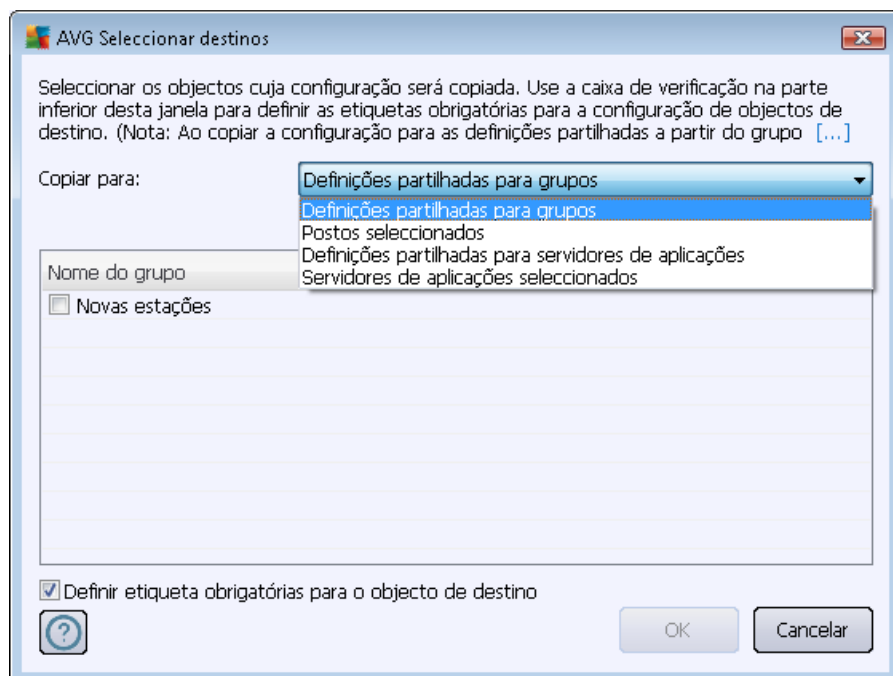 AVG Seleccionar destinos
Seleccionar os objectos cuja configuração será copiada. Use a caixa de verificação na parte
inferior desta janela para definir as etiquetas obrigatórias para a configuração de objectos de
destino. (Nota: Ao copiar a configuração para as definições partilhadas a partir do grupo [...]
Copiar para:
Definições partilhadas para grupos
Definições partilhadas para grupos
Postos seleccionados
Definições partilhadas para servidores de aplicações
Servidores de aplicações seleccionados
Nome do grupo
Novas estações
Definir etiqueta obrigatórias para o objecto de destino
?
OK
Cancelar